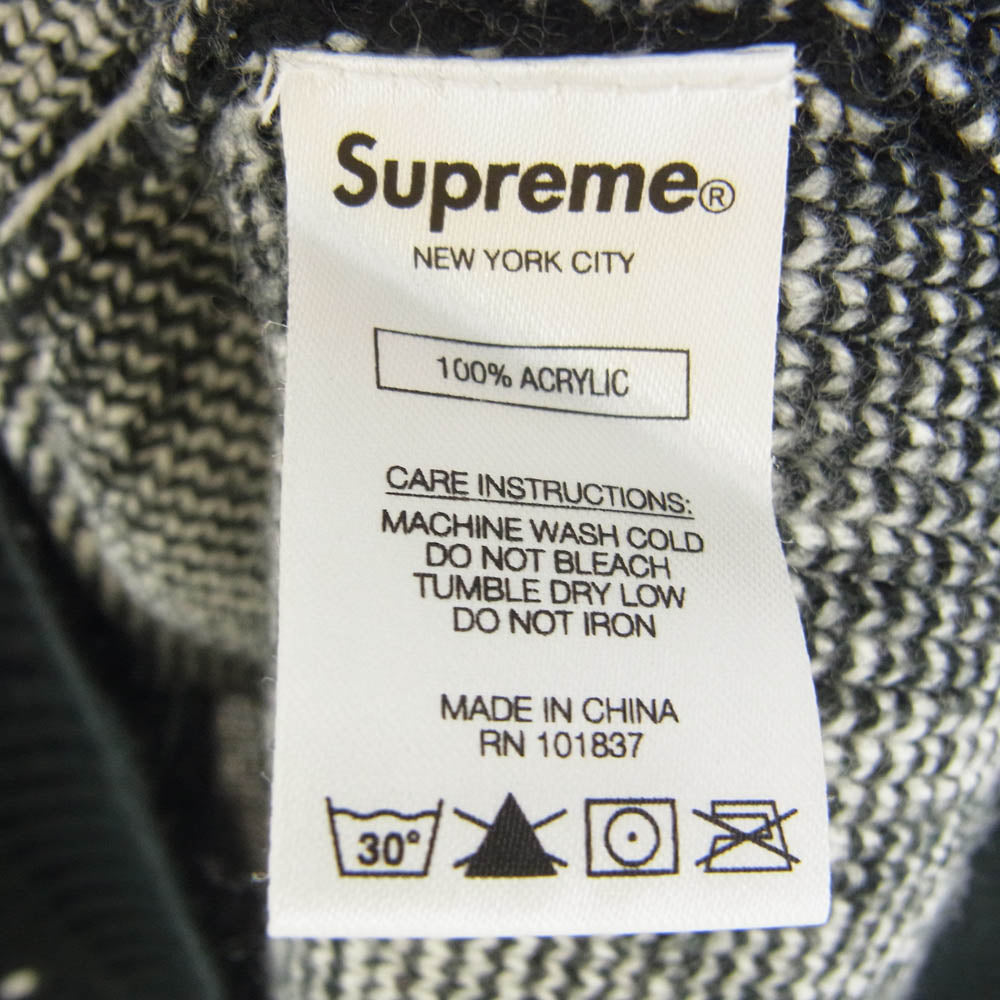 Supreme®
NEW YORK CITY
100% ACRYLIC
CARE INSTRUCTIONS:
MACHINE WASH COLD
DO NOT BLEACH
TUMBLE DRY LOW
DO NOT IRON
MADE IN CHINA
RN 101837
30°